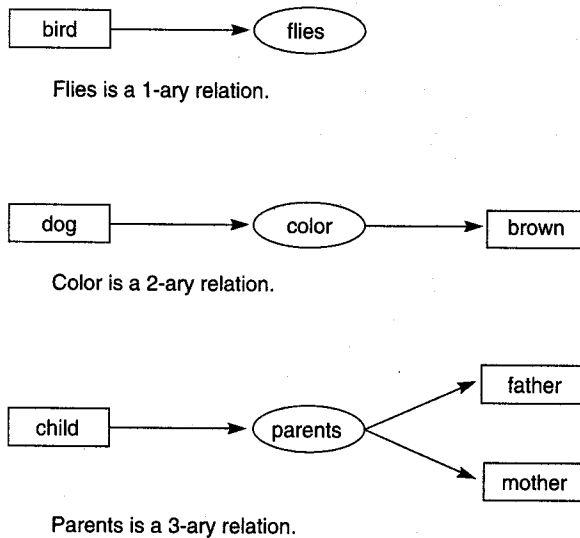 bird flies
Flies is a 1-ary relation.
dog color brown
Color is a 2-ary relation.
father
child parents
mother
Parents is a 3-ary relation.